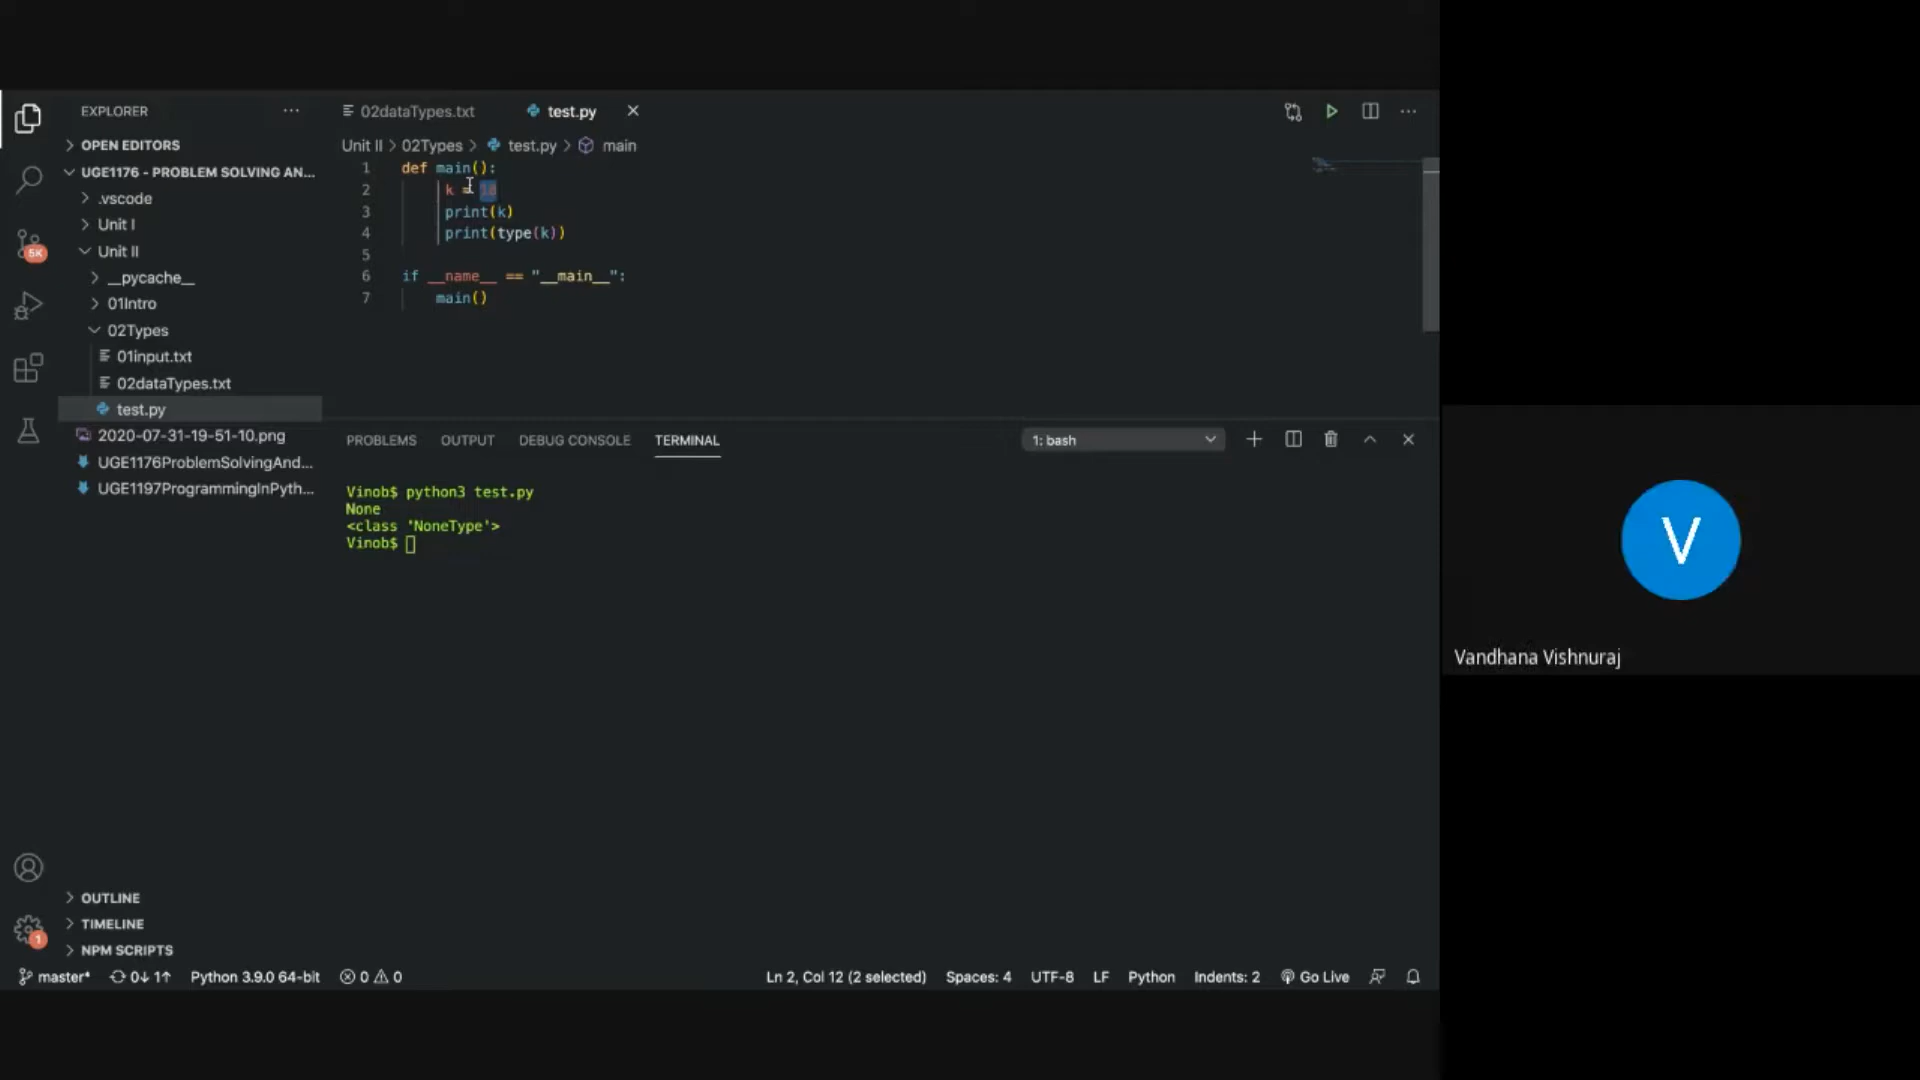 EXPLORER
OPEN EDITORS
UGE1176 - PROBLEM SOLVING AN...
.vscode
Unit I
Unit II
__pycache__
01Intro
02Types
01input.txt
02dataTypes.txt
test.py
2020-07-31-19-51-10.png
UGE1176ProblemSolvingAnd...
UGE1197ProgrammingInPyth...
OUTLINE
TIMELINE
NPM SCRIPTS
5K
1
02dataTypes.txt test.py
Unit II > 02Types > test.py > main
1 def main():
2 k = 10
3 print(k)
4 print(type(k))
5
6 if __name__ == "__main__":
7 main()
PROBLEMS OUTPUT DEBUG CONSOLE TERMINAL 1: bash
Vinob$ python3 test.py
None
<class 'NoneType'>
Vinob$
master* 0↓ 1↑ Python 3.9.0 64-bit 0 0 Ln 2, Col 12 (2 selected) Spaces: 4 UTF-8 LF Python Indents: 2 Go Live
V
Vandhana Vishnuraj